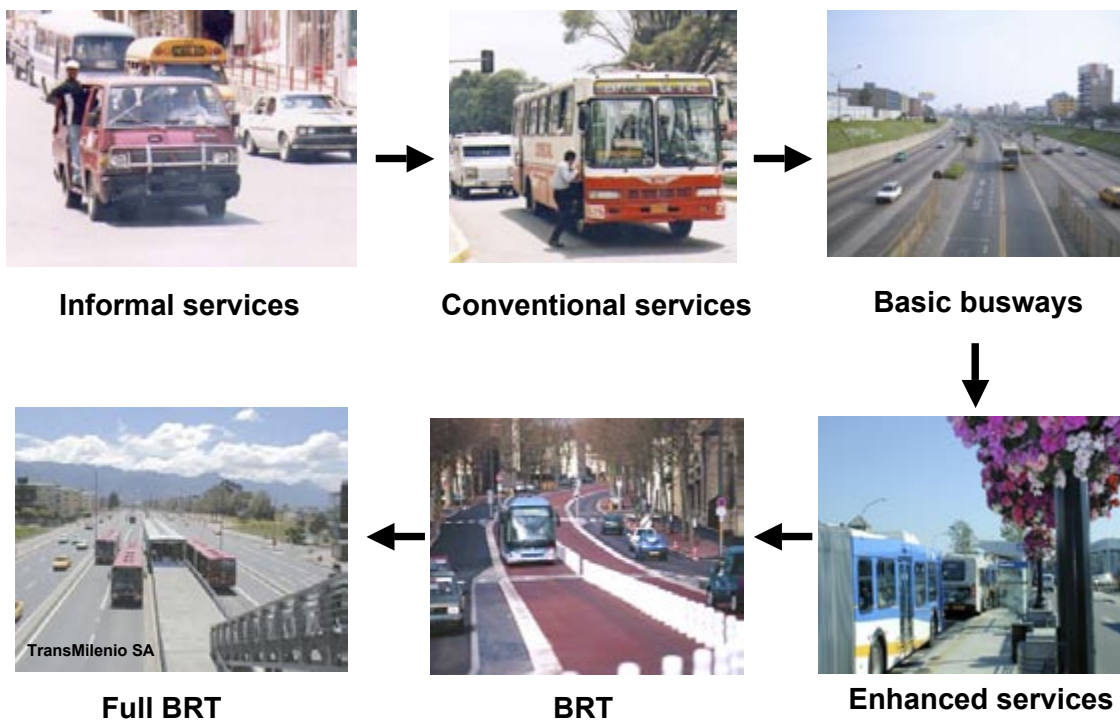 Informal services
Conventional services
Basic busways
Enhanced services
BRT
Full BRT
TransMilenio SA